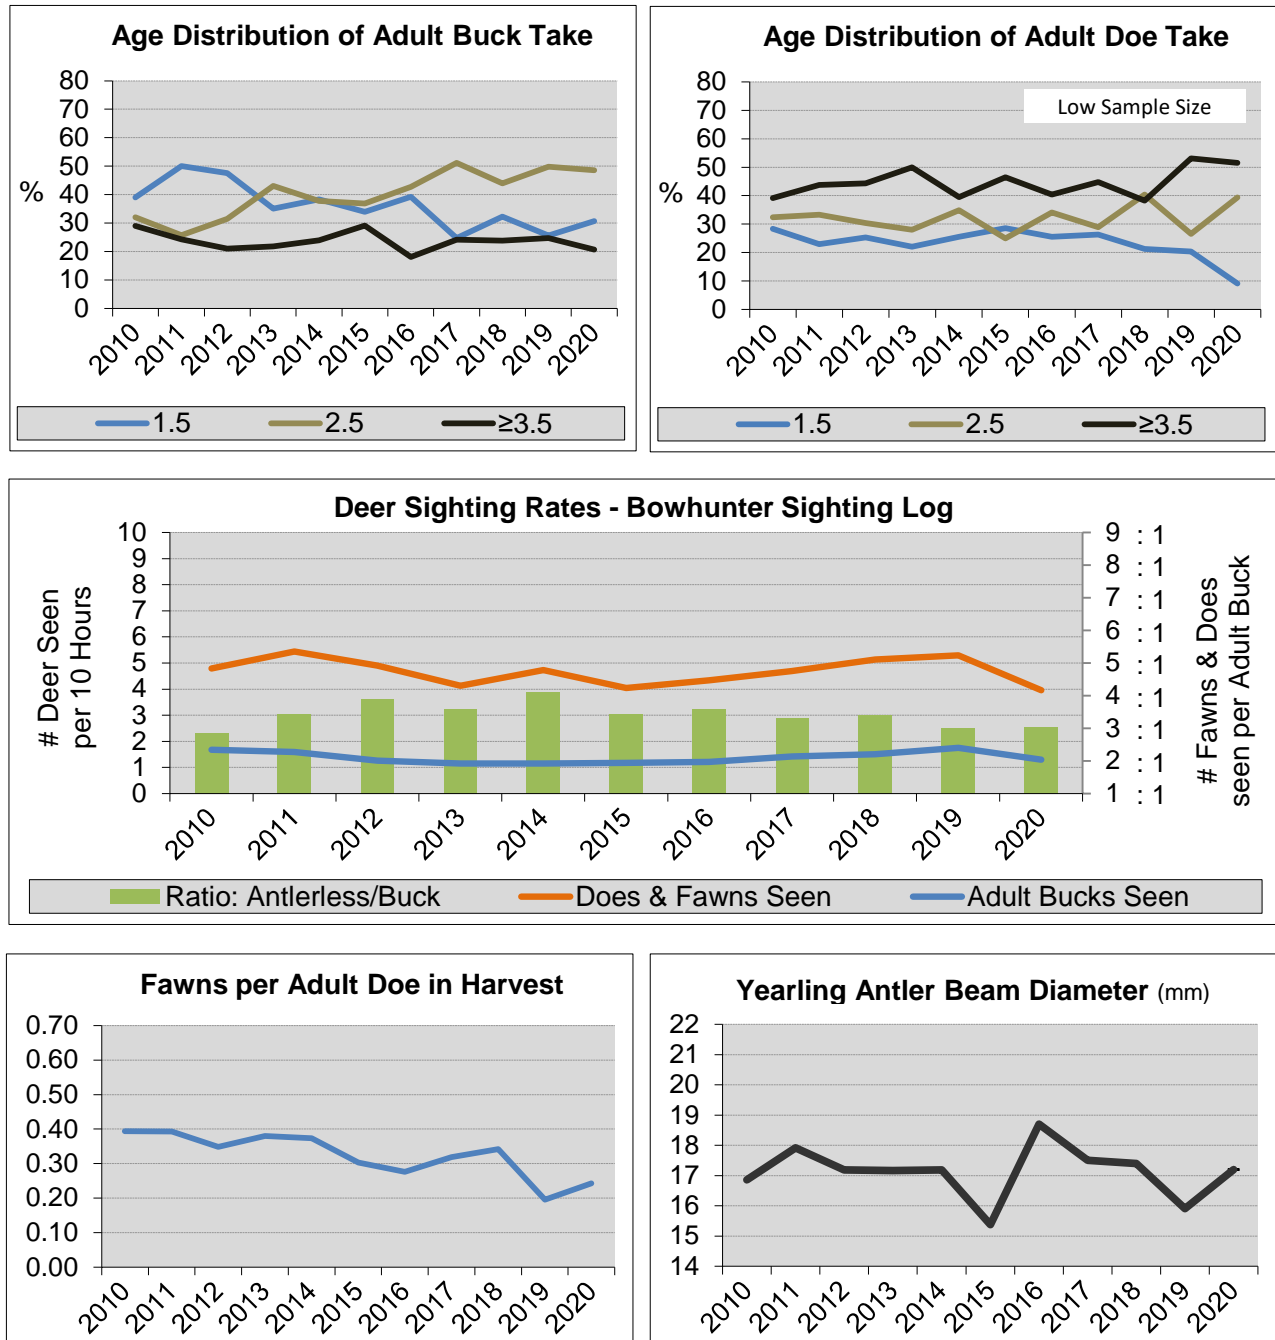 Age Distribution of Adult Buck Take
80
70
60
50
%
40
30
20
10
0
2010 2011 2012 2013 2014 2015 2016 2017 2018 2019 2020
1.5 2.5 ≥3.5
Age Distribution of Adult Doe Take
Low Sample Size
80
70
60
50
%
40
30
20
10
0
2010 2011 2012 2013 2014 2015 2016 2017 2018 2019 2020
1.5 2.5 ≥3.5
Deer Sighting Rates - Bowhunter Sighting Log
# Deer Seen
per 10 Hours
10
9
8
7
6
5
4
3
2
1
0
9 : 1
8 : 1
7 : 1
6 : 1
5 : 1
4 : 1
3 : 1
2 : 1
1 : 1
# Fawns & Does
seen per Adult Buck
2010 2011 2012 2013 2014 2015 2016 2017 2018 2019 2020
Ratio: Antlerless/Buck Does & Fawns Seen Adult Bucks Seen
Fawns per Adult Doe in Harvest
0.70
0.60
0.50
0.40
0.30
0.20
0.10
0.00
2010 2011 2012 2013 2014 2015 2016 2017 2018 2019 2020
Yearling Antler Beam Diameter (mm)
22
21
20
19
18
17
16
15
14
2010 2011 2012 2013 2014 2015 2016 2017 2018 2019 2020